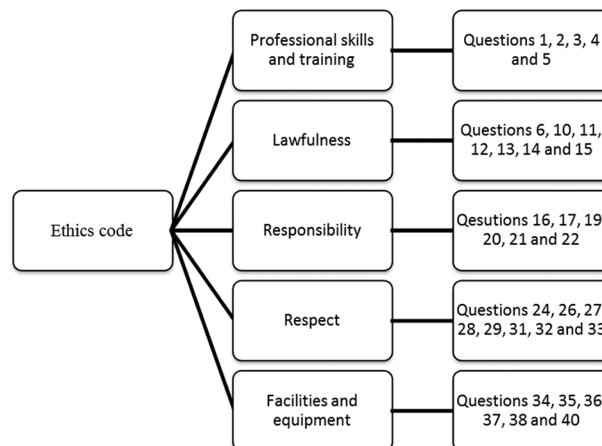 Professional skills
and training
Questions 1, 2, 3, 4
and 5
Lawfulness
Questions 6, 10, 11,
12, 13, 14 and 15
Ethics code
Responsibility
Qesutions 16, 17, 19
20, 21 and 22
Respect
Questions 24, 26, 27
28, 29, 31, 32 and 33
Facilities and
equipment
Questions 34, 35, 36
37, 38 and 40